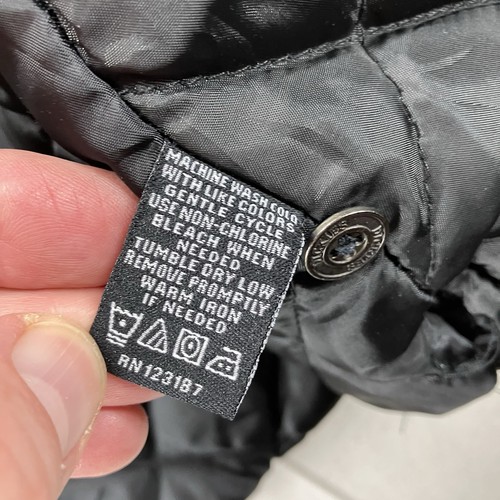 MACHINE WASH COLD
WITH LIKE COLORS
GENTLE CYCLE
USE NON-CHLORINE
BLEACH WHEN
NEEDED
TUMBLE DRY LOW
REMOVE PROMPTLY
WARM IRON
IF NEEDED
RN123187